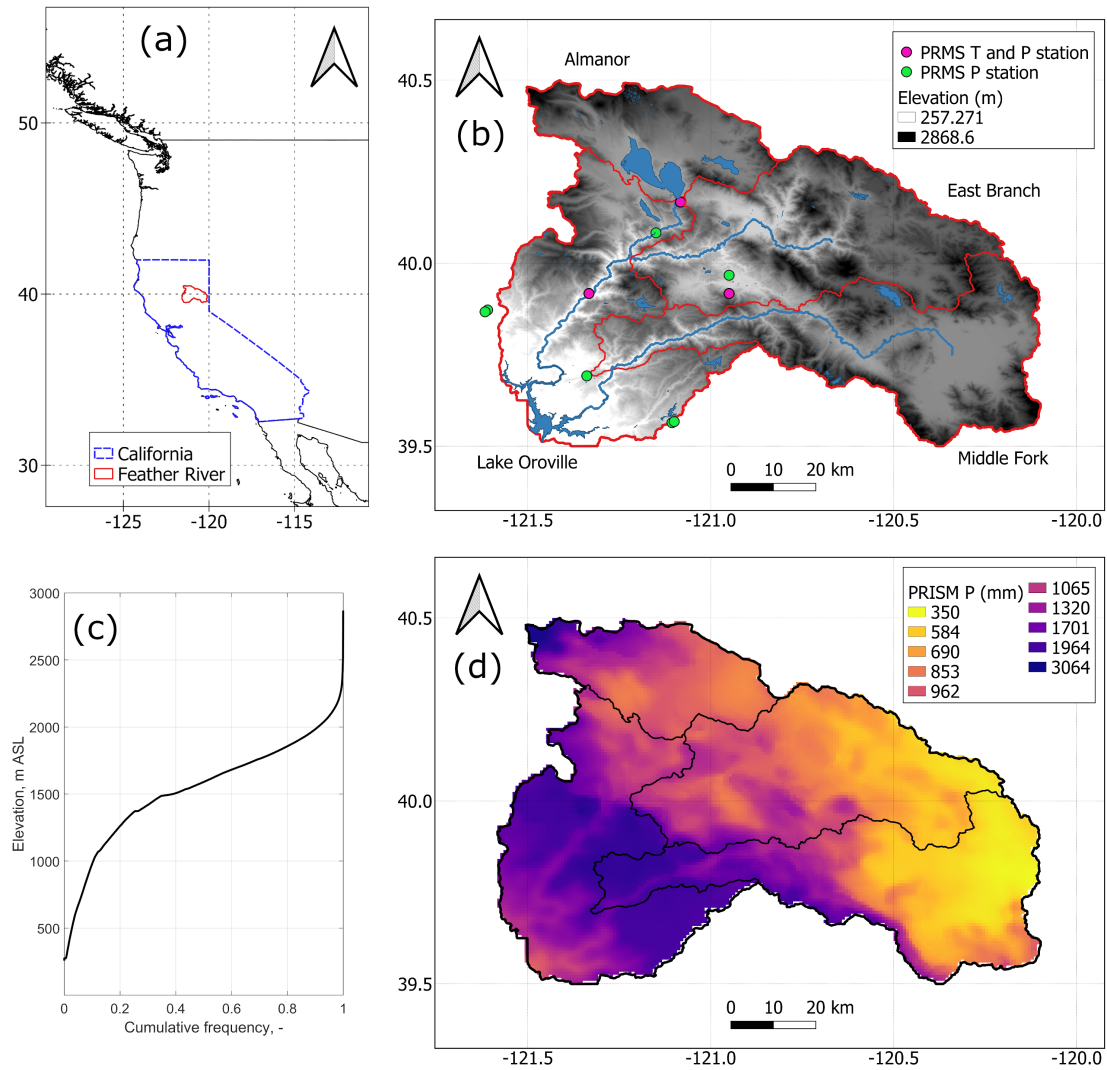 (a)
50
40
30
California
Feather River
-125
-120
-115
(b)
Almanor
PRMS T and P station
PRMS P station
Elevation (m)
257.271
2868.6
East Branch
40.5
40.0
39.5
Lake Oroville
Middle Fork
0 10 20 km
-121.5
-121.0
-120.5
-120.0
(c)
3000
2500
2000
1500
1000
500
Elevation, m ASL
0
0.2
0.4
0.6
0.8
1
Cumulative frequency, -
(d)
PRISM P (mm)
350
584
690
853
962
1065
1320
1701
1964
3064
40.5
40.0
39.5
0 10 20 km
-121.5
-121.0
-120.5
-120.0